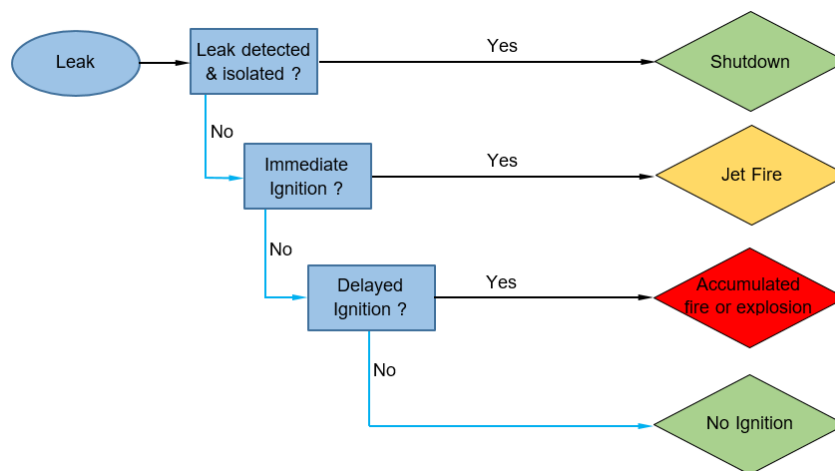 Leak
Leak detected
& isolated ?
Yes
Shutdown
No
Immediate
Ignition ?
Yes
Jet Fire
No
Delayed
Ignition ?
Yes
Accumulated
fire or explosion
No
No Ignition